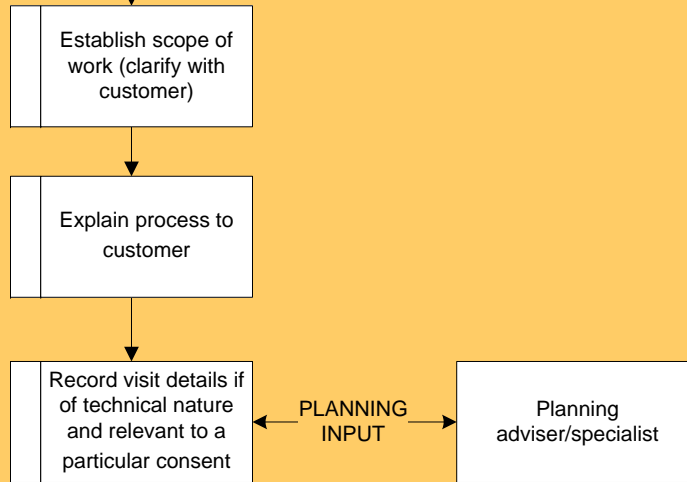 Establish scope of
work (clarify with
customer)
Explain process to
customer
Record visit details if
of technical nature
and relevant to a
particular consent
PLANNING
INPUT
Planning
adviser/specialist